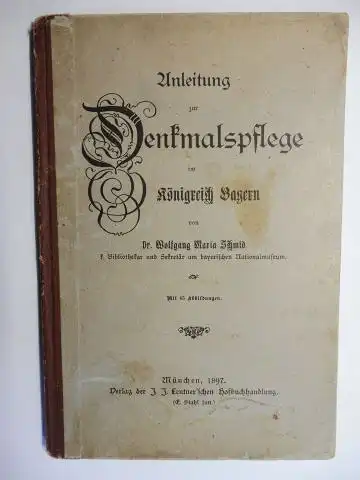 Anleitung
zur
Denkmalspflege
im
Königreich Bayern
von
Dr. Wolfgang Maria Schmid
k. Bibliothekar und Sekretär am bayerischen Nationalmuseum.
Mit 65 Abbildungen.
München, 1897.
Verlag der J. J. Lentner'schen Hofbuchhandlung.
(E. Stahl jun.)